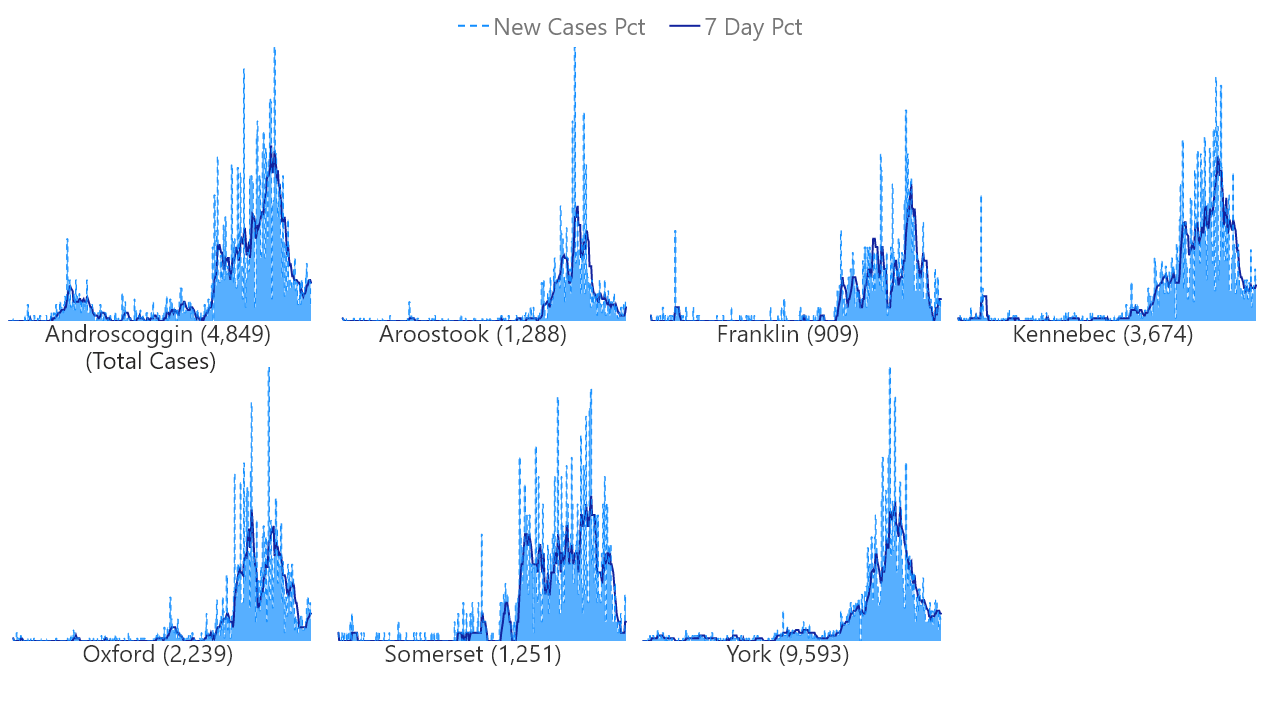 New Cases Pct 7 Day Pct
Androscoggin (4,849)
(Total Cases)
Aroostook (1,288)
Franklin (909)
Kennebec (3,674)
Oxford (2,239)
Somerset (1,251)
York (9,593)